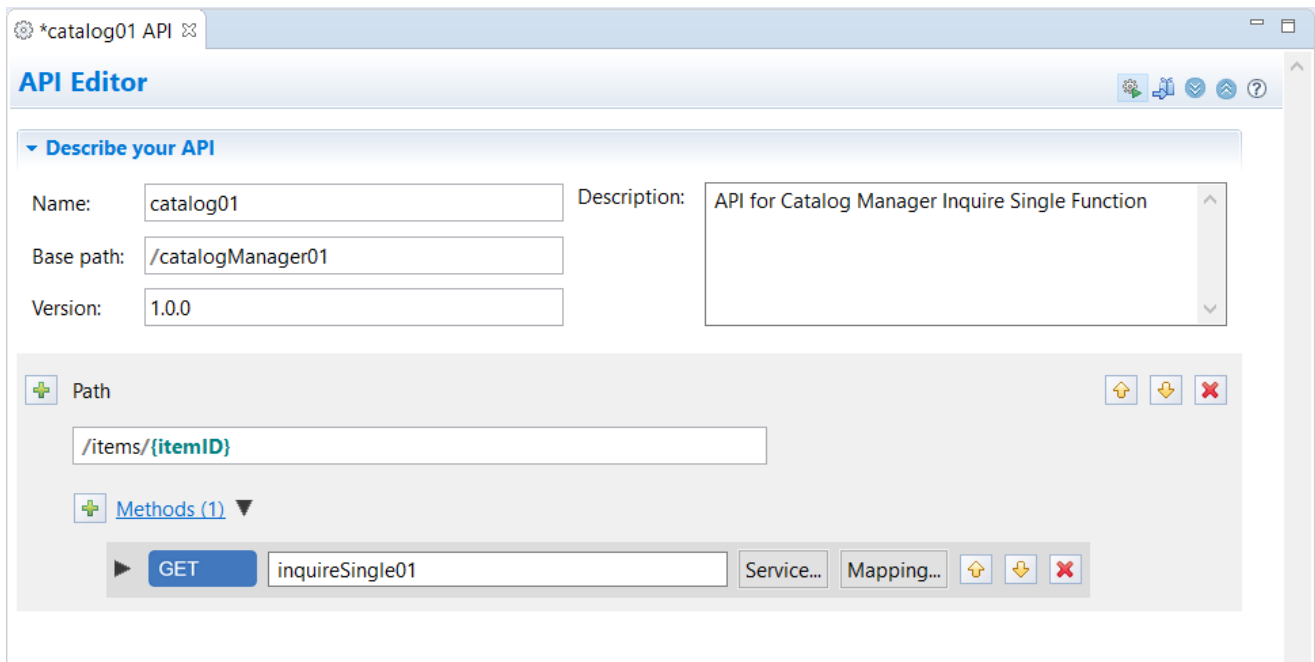 *catalog01 API
API Editor
Describe your API
Name:
catalog01
Description:
API for Catalog Manager Inquire Single Function
Base path:
/catalogManager01
Version:
1.0.0
Path
/items/{itemID}
Methods (1)
GET
inquireSingle01
Service...
Mapping...